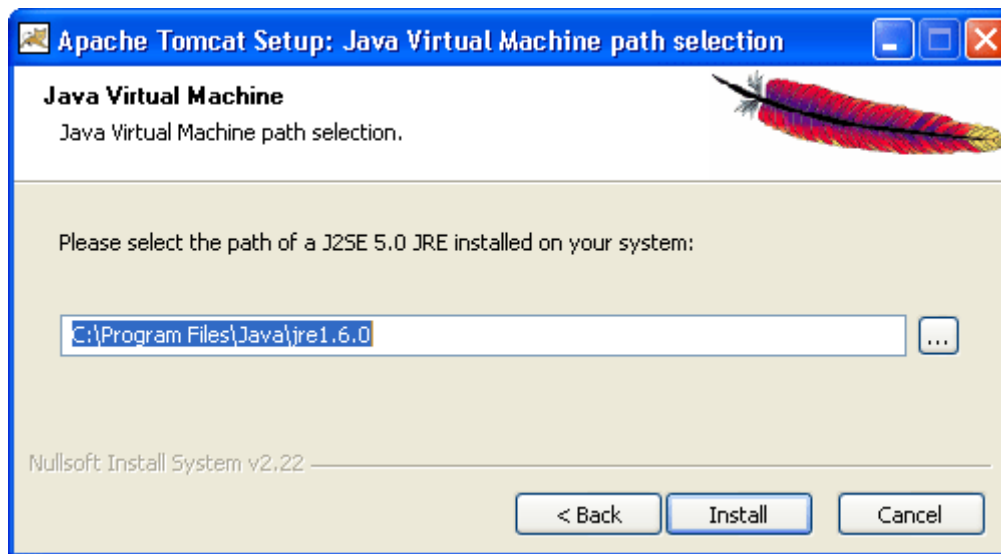 Apache Tomcat Setup: Java Virtual Machine path selection
Java Virtual Machine
Java Virtual Machine path selection.
Please select the path of a J2SE 5.0 JRE installed on your system:
C:\Program Files\Java\jre1.6.0
...
Nullsoft Install System v2.22
< Back
Install
Cancel